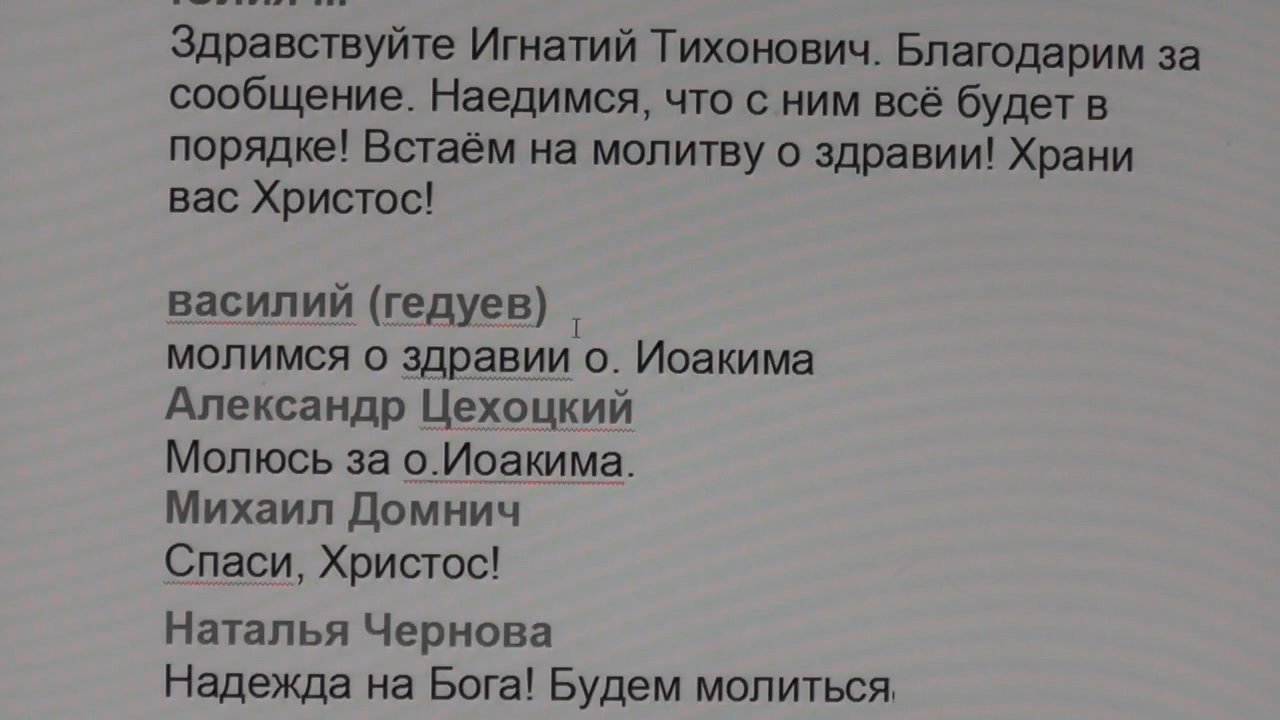 Здравствуйте Игнатий Тихонович. Благодарим за
сообщение. Наедимся, что с ним всё будет в
порядке! Встаём на молитву о здравии! Храни
вас Христос!
василий (гедуев)
молимся о здравии о. Иоакима
Александр Цехоцкий
Молюсь за о.Иоакима.
Михаил Домнич
Спаси, Христос!
Наталья Чернова
Надежда на Бога! Будем молиться